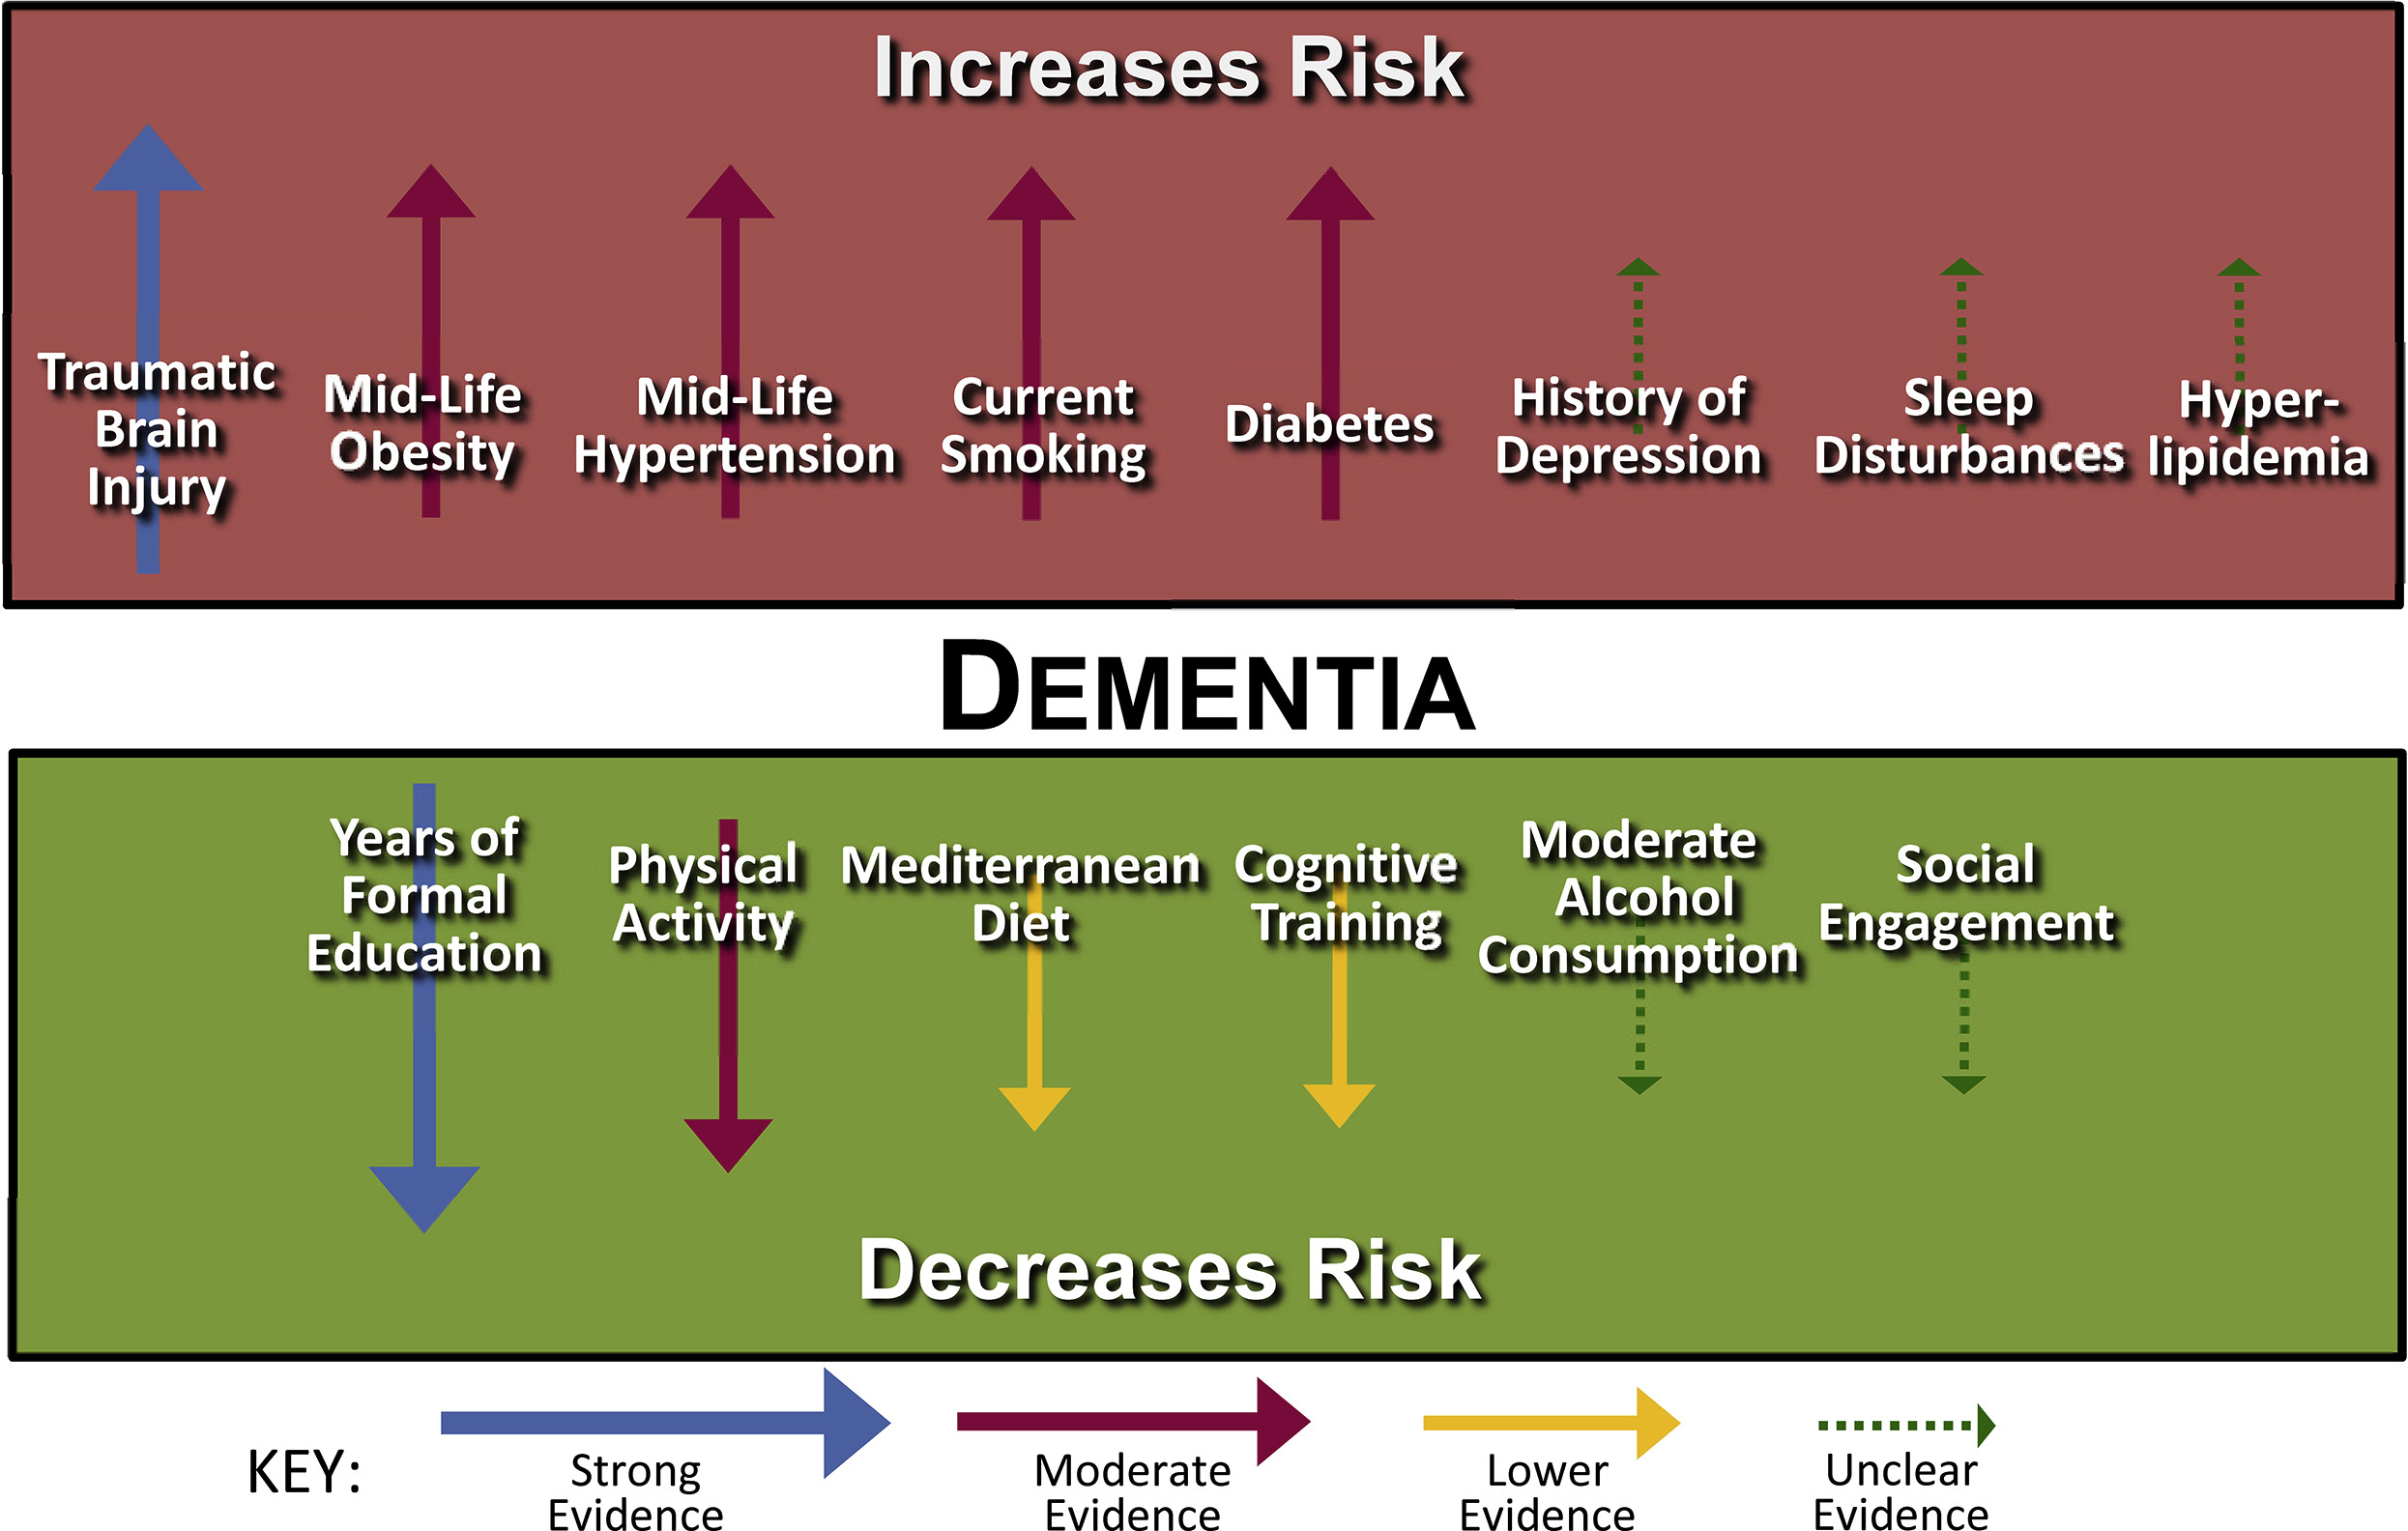 Increases Risk
Traumatic
Brain
Injury
Mid-Life
Obesity
Mid-Life
Hypertension
Current
Smoking
Diabetes
History of
Depression
Sleep
Disturbances
Hyper-
lipidemia
DEMENTIA
Years of
Formal
Education
Physical
Activity
Mediterranean
Diet
Cognitive
Training
Moderate
Alcohol
Consumption
Social
Engagement
Decreases Risk
KEY:
Strong
Evidence
Moderate
Evidence
Lower
Evidence
Unclear
Evidence